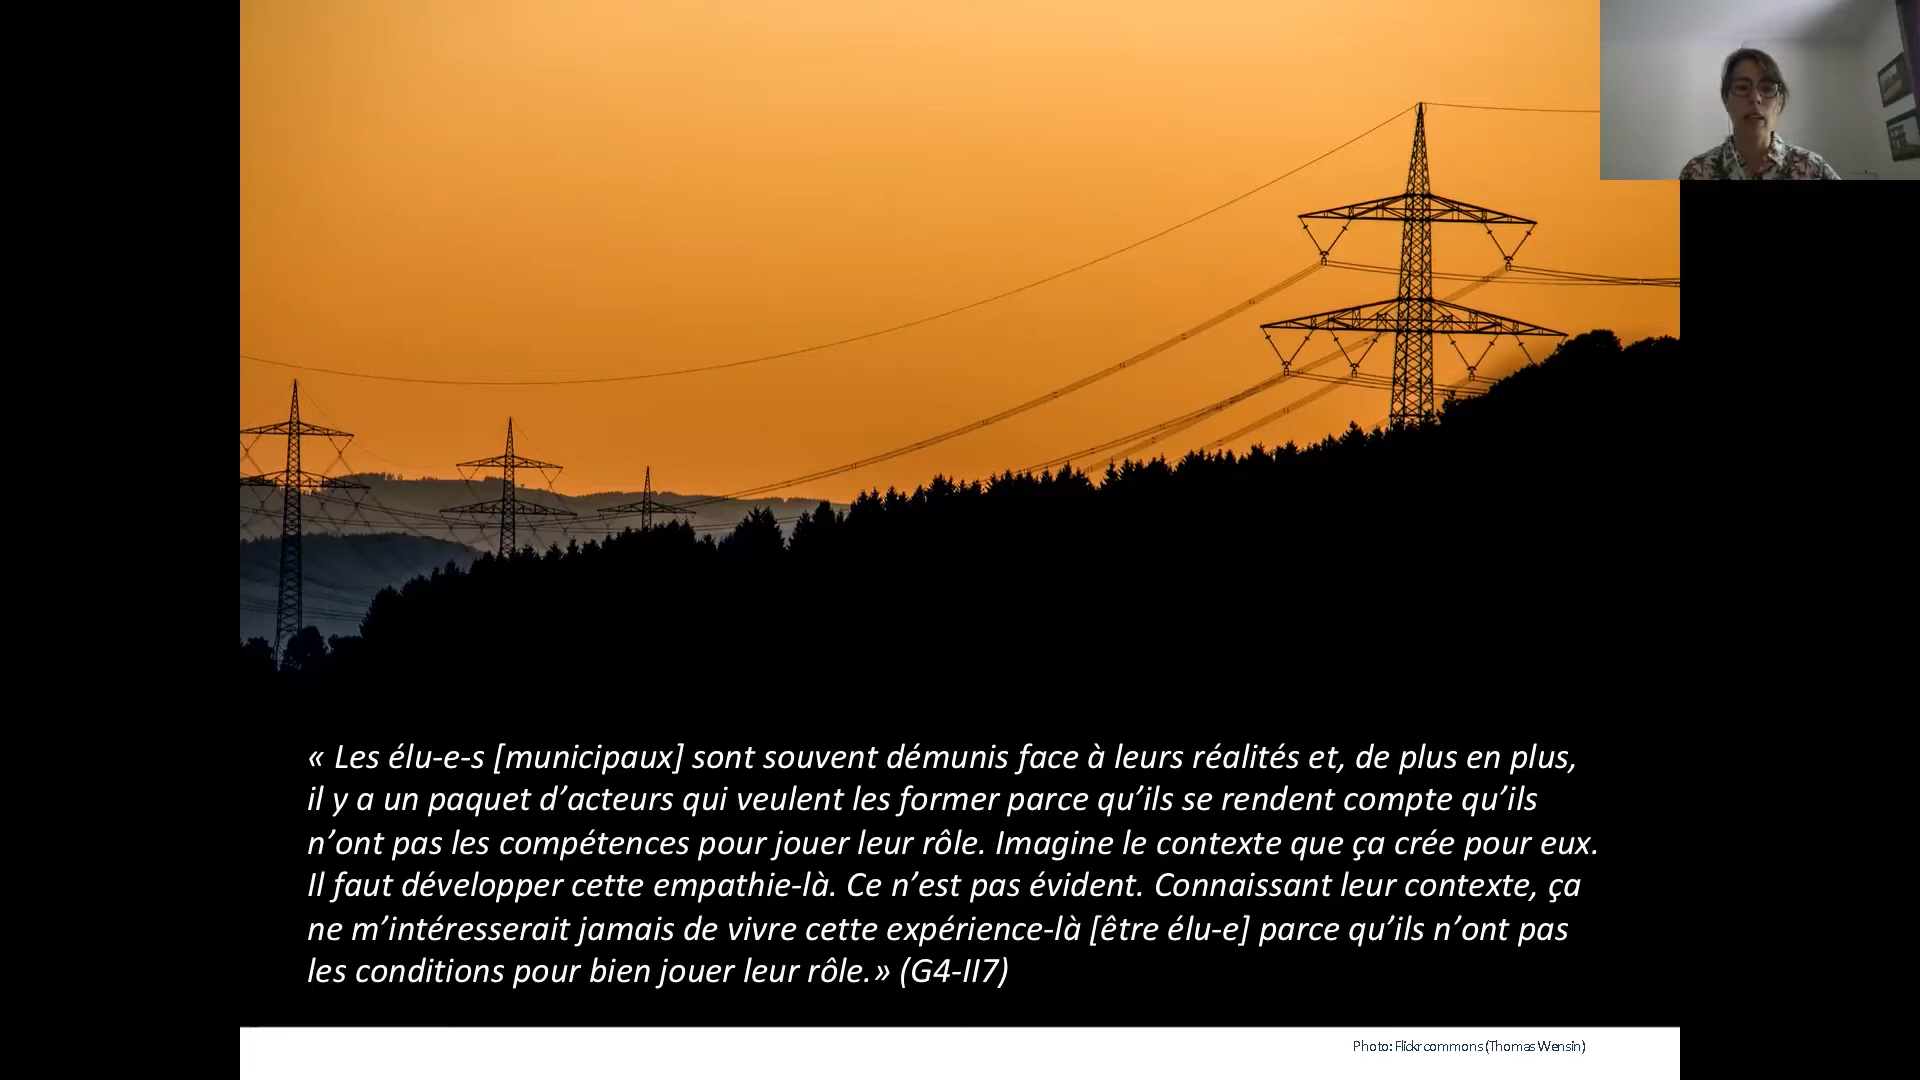 « Les élu-e-s [municipaux] sont souvent démunis face à leurs réalités et, de plus en plus,
il y a un paquet d’acteurs qui veulent les former parce qu’ils se rendent compte qu’ils
n’ont pas les compétences pour jouer leur rôle. Imagine le contexte que ça crée pour eux.
Il faut développer cette empathie-là. Ce n’est pas évident. Connaissant leur contexte, ça
ne m’intéresserait jamais de vivre cette expérience-là [être élu-e] parce qu’ils n’ont pas
les conditions pour bien jouer leur rôle.» (G4-II7)
Photo: Flickr commons (Thomas Wensin)